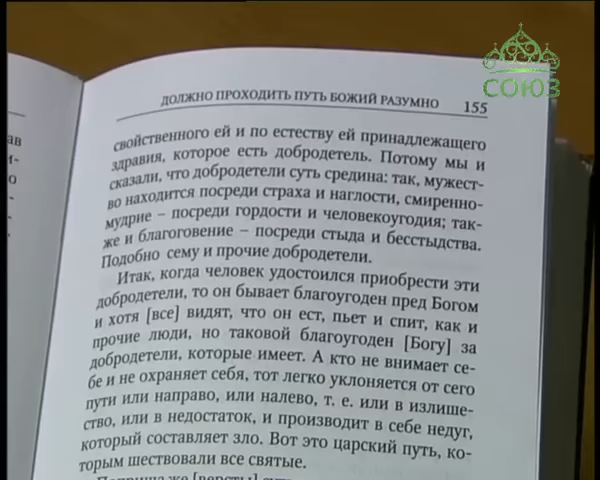 СОЮЗ
ДОЛЖНО ПРОХОДИТЬ ПУТЬ БОЖИЙ РАЗУМНО 155
свойственного ей и по естеству ей принадлежащего
здравия, которое есть добродетель. Потому мы и
сказали, что добродетели суть средина: так, мужест-
во находится посреди страха и наглости, смиренно-
мудрие – посреди гордости и человекоугодия; так-
же и благоговение – посреди стыда и бесстыдства.
Подобно сему и прочие добродетели.
Итак, когда человек удостоился приобрести эти
добродетели, то он бывает благоугоден пред Богом
и хотя [все] видят, что он ест, пьет и спит, как и
прочие люди, но таковой благоугоден [Богу] за
добродетели, которые имеет. А кто не внимает се-
бе и не охраняет себя, тот легко уклоняется от сего
пути или направо, или налево, т. е. или в излише-
ство, или в недостаток, и производит в себе недуг,
который составляет зло. Вот это царский путь, ко-
торым шествовали все святые.